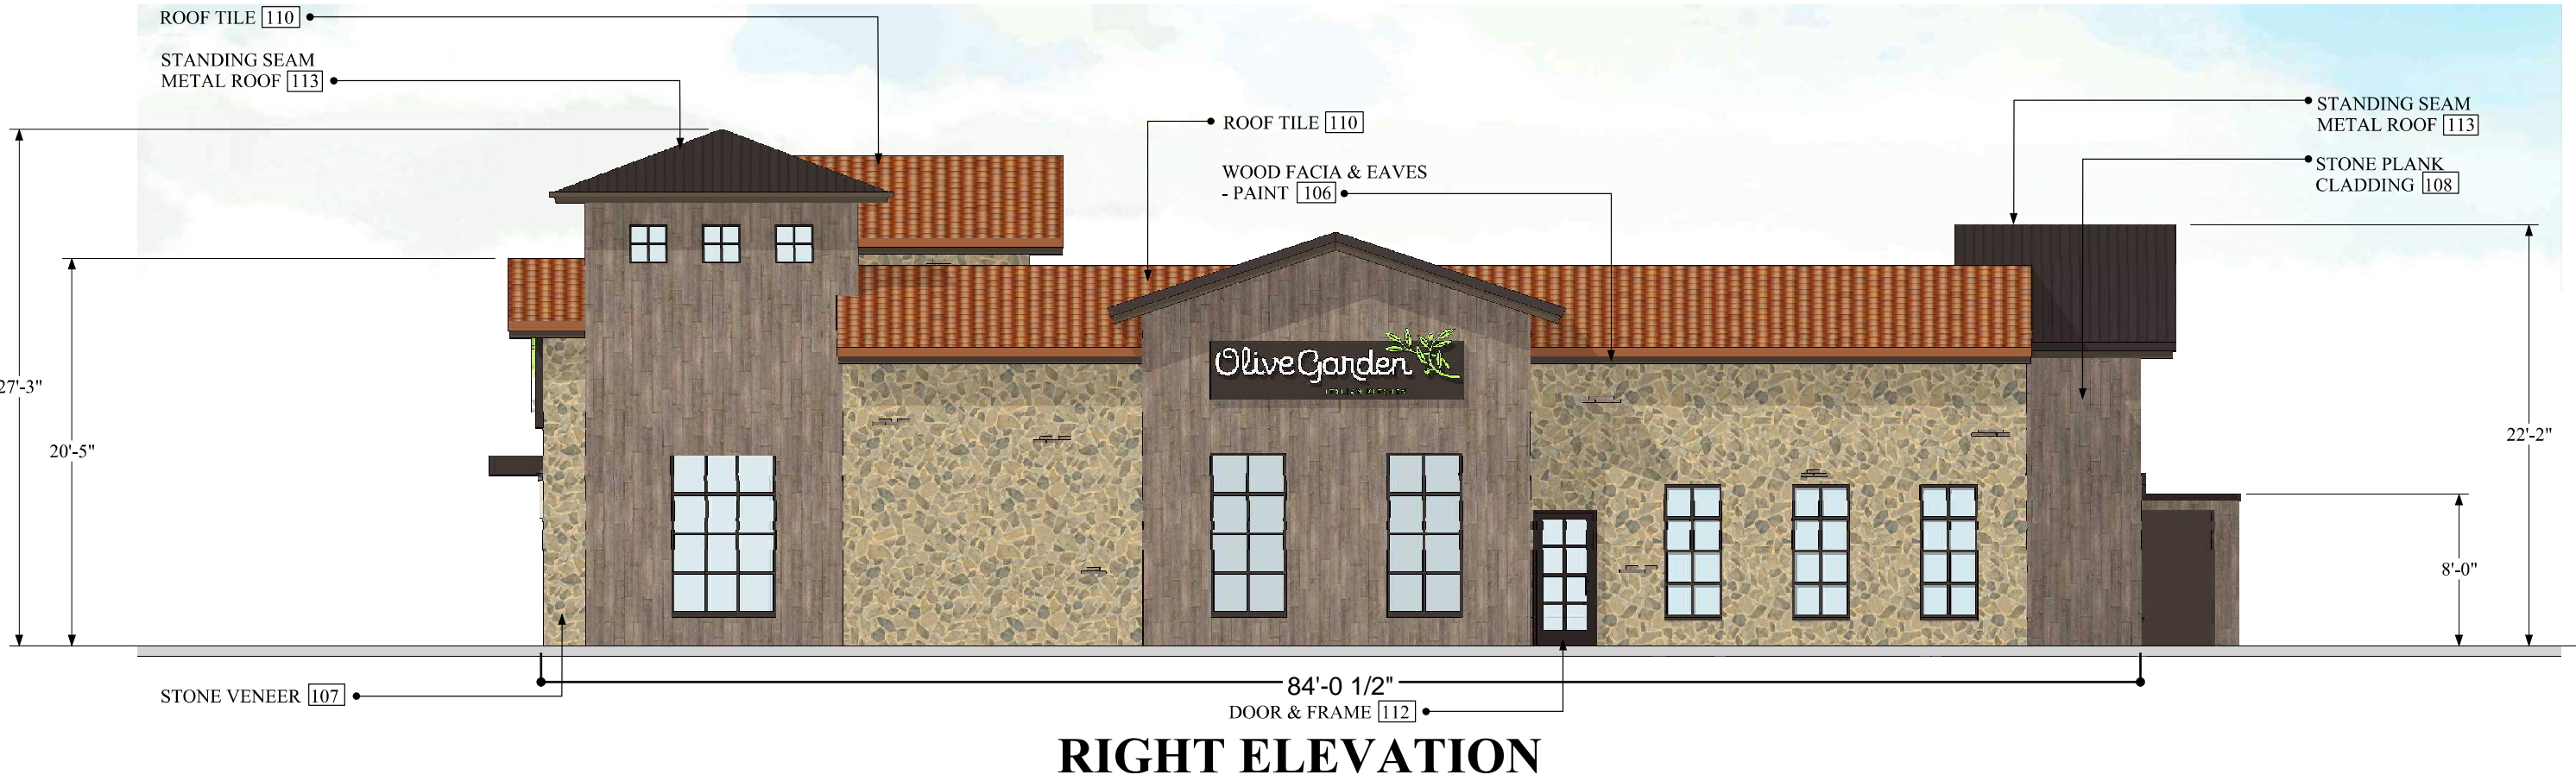 ROOF TILE 110
STANDING SEAM
METAL ROOF 113
ROOF TILE 110
WOOD FACIA & EAVES
- PAINT 106
STANDING SEAM
METAL ROOF 113
STONE PLANK
CLADDING 108
27'-3"
20'-5"
Olive Garden
22'-2"
8'-0"
STONE VENEER 107
84'-0 1/2"
DOOR & FRAME 112
RIGHT ELEVATION